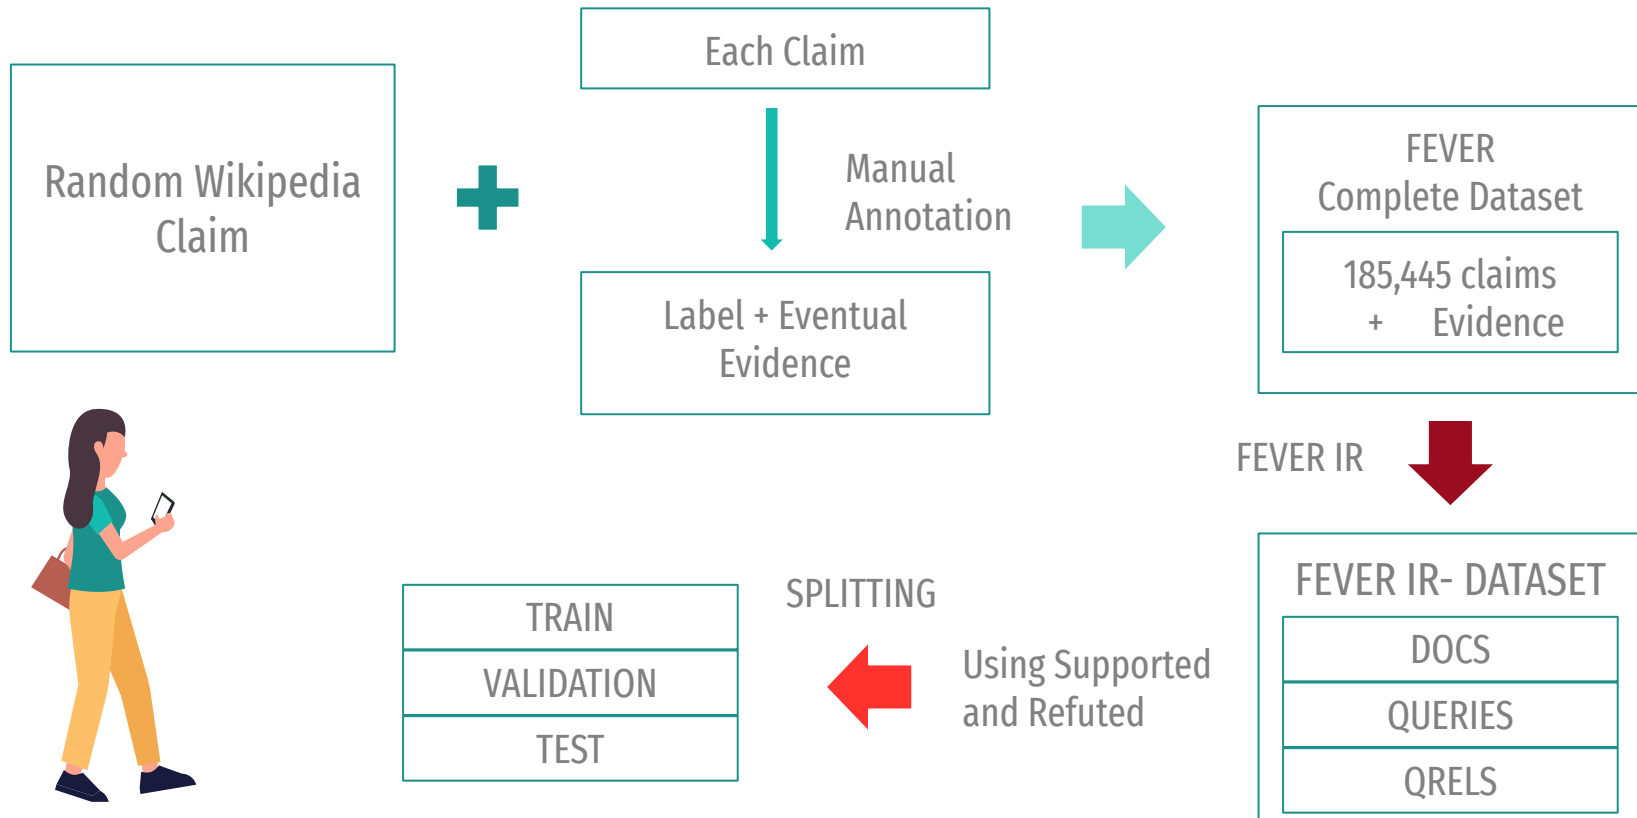 Random Wikipedia
Claim
Each Claim
Manual
Annotation
Label + Eventual
Evidence
FEVER
Complete Dataset
185,445 claims
+ Evidence
FEVER IR
FEVER IR- DATASET
DOCS
QUERIES
QRELS
SPLITTING
Using Supported
and Refuted
TRAIN
VALIDATION
TEST